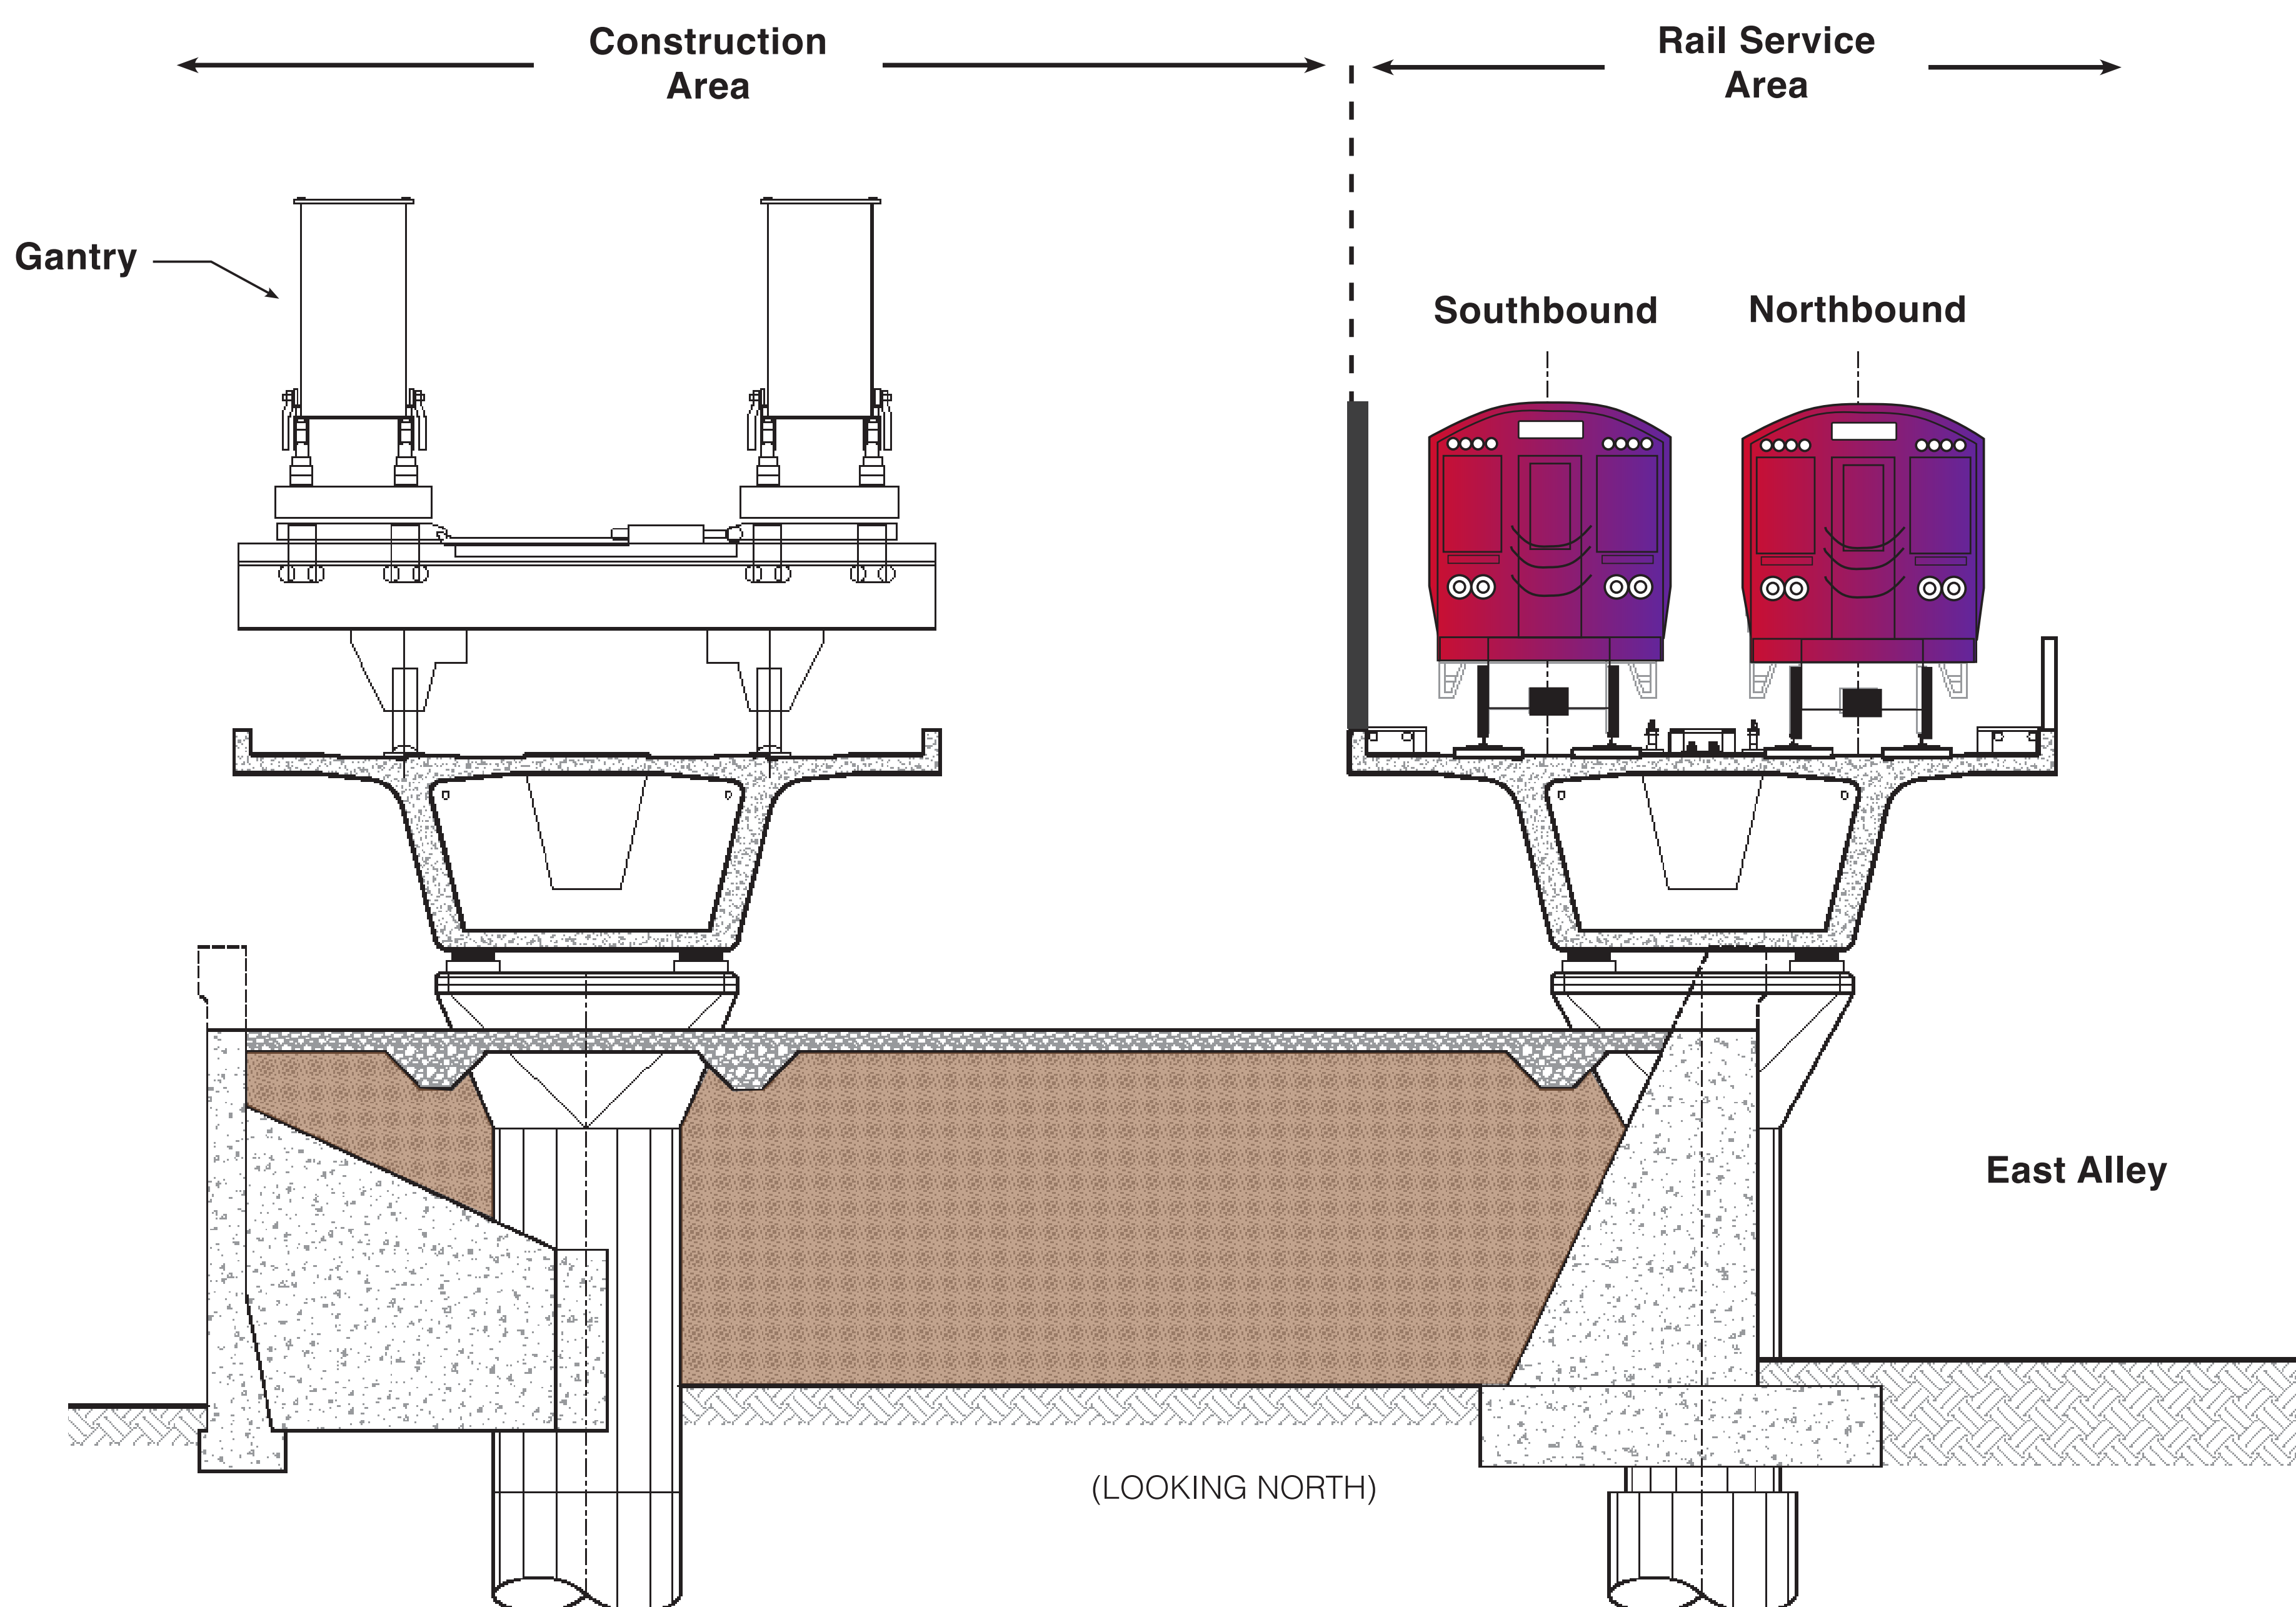 Construction
Area
Rail Service
Area
Gantry
Southbound
Northbound
East Alley
(LOOKING NORTH)